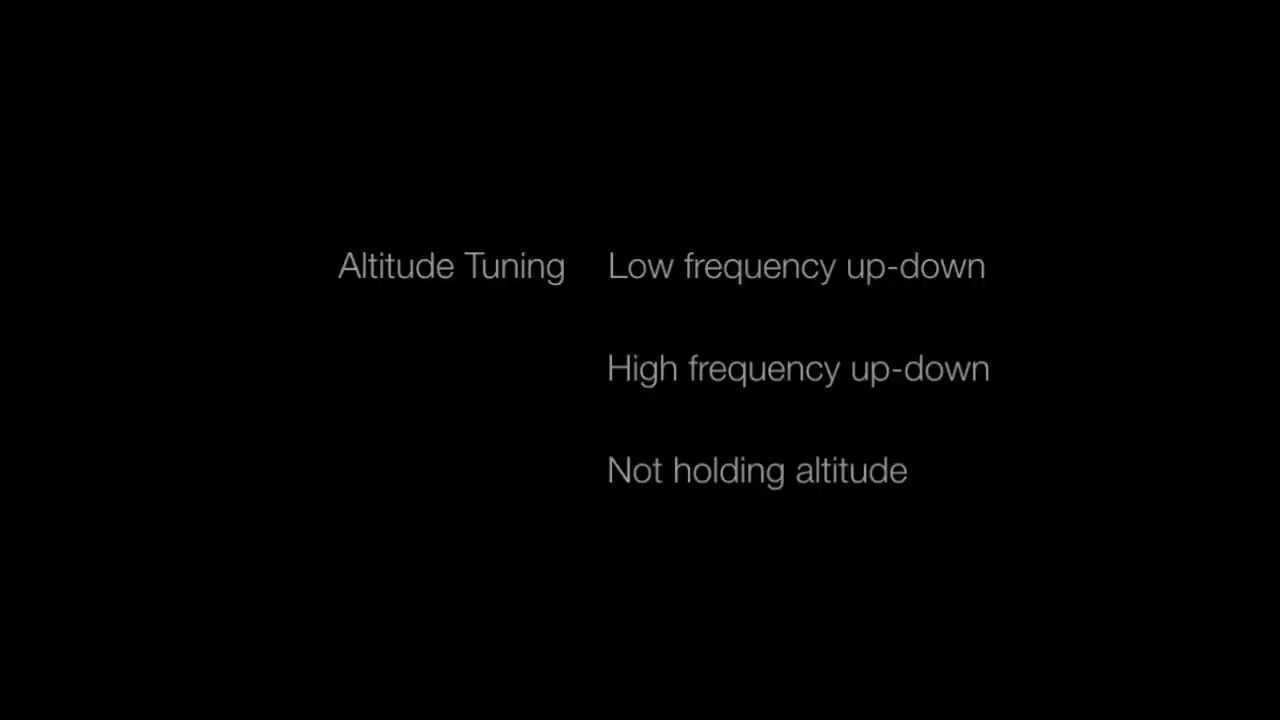 Altitude Tuning Low frequency up-down
High frequency up-down
Not holding altitude